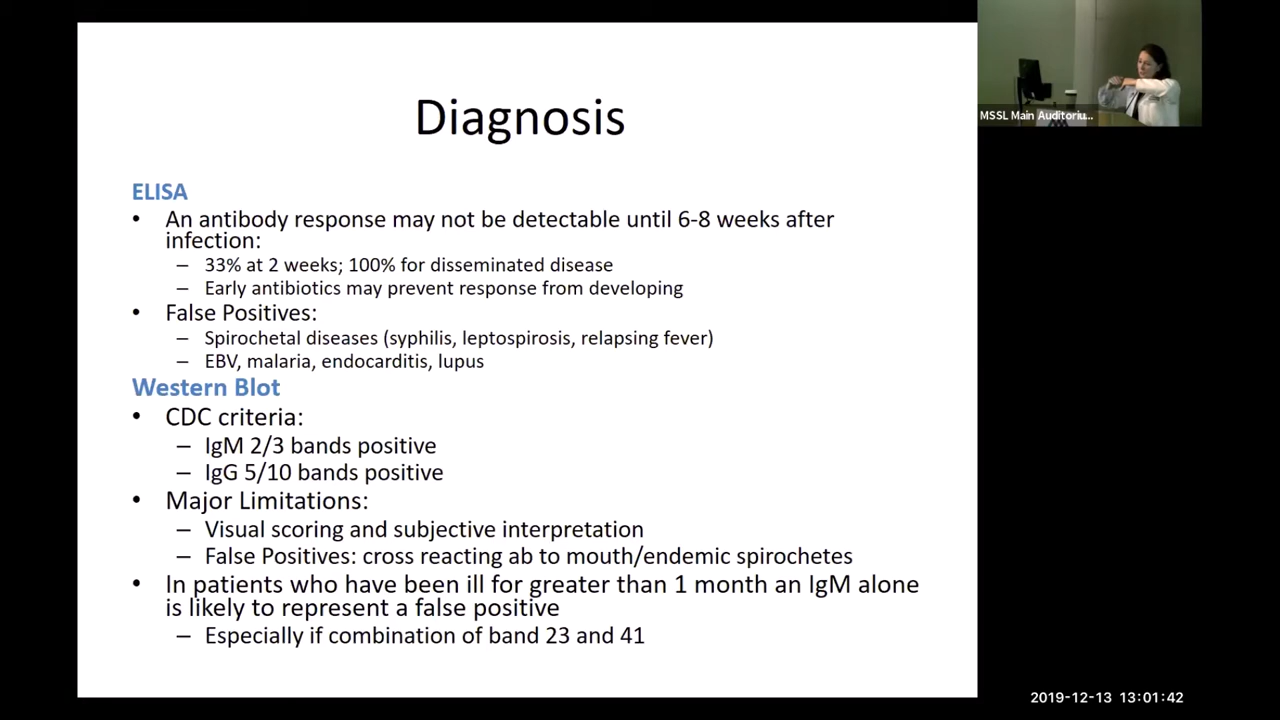 Diagnosis
ELISA
• An antibody response may not be detectable until 6-8 weeks after
infection:
– 33% at 2 weeks; 100% for disseminated disease
– Early antibiotics may prevent response from developing
• False Positives:
– Spirochetal diseases (syphilis, leptospirosis, relapsing fever)
– EBV, malaria, endocarditis, lupus
Western Blot
• CDC criteria:
– IgM 2/3 bands positive
– IgG 5/10 bands positive
• Major Limitations:
– Visual scoring and subjective interpretation
– False Positives: cross reacting ab to mouth/endemic spirochetes
• In patients who have been ill for greater than 1 month an IgM alone
is likely to represent a false positive
– Especially if combination of band 23 and 41
MSSL Main Auditoriu...
2019-12-13 13:01:42